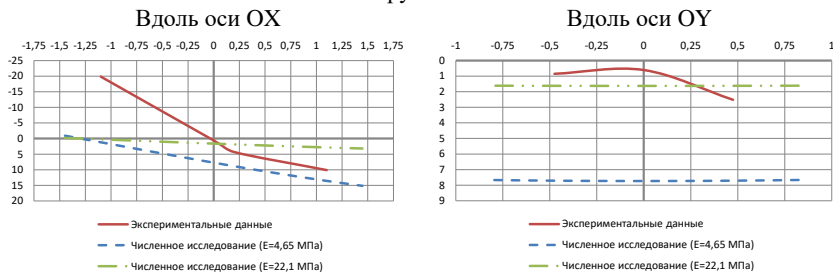 Вдоль оси OX
-1,75 -1,5 -1,25 -1 -0,75 -0,5 -0,25 0 0,25 0,5 0,75 1 1,25 1,5 1,75
-25
-20
-15
-10
-5
0
5
10
15
20
Экспериментальные данные
Численное исследование (E=4,65 МПа)
Численное исследование (E=22,1 МПа)
Вдоль оси OY
-1 -0,75 -0,5 -0,25 0 0,25 0,5 0,75 1
0
1
2
3
4
5
6
7
8
9
Экспериментальные данные
Численное исследование (E=4,65 МПа)
Численное исследование (E=22,1 МПа)